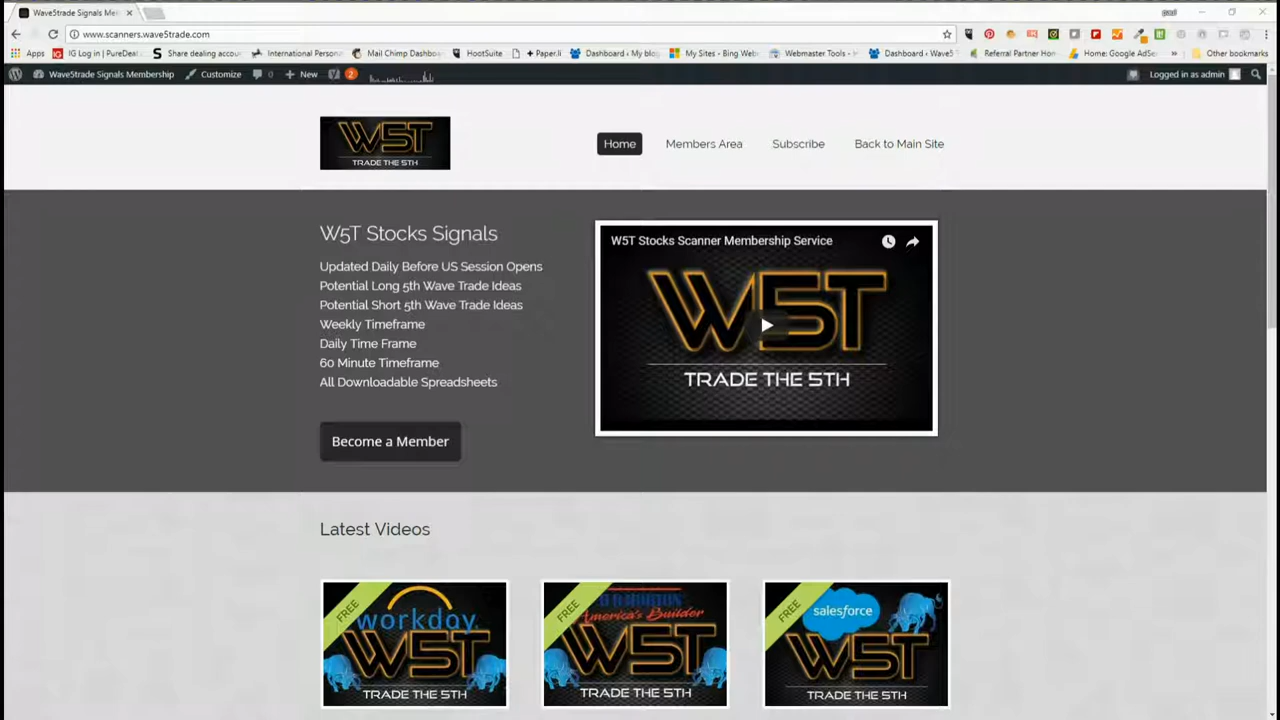 Wave5trade Signals Me
pad
www.scanners.wave5trade.com
Apps
IG Log in | PureDeal
Share dealing accou
International Person
Mail Chimp Dashbo
HootSuite
+ Paper.li
Dashboard ‹ My blog
My Sites - Bing Web
Webmaster Tools -
Dashboard ‹ Wave5
Referral Partner Hom
Home: Google AdSe
Other bookmarks
Wave5trade Signals Membership
Customize
0
New
2
Logged in as admin
W5T
TRADE THE 5TH
Home
Members Area
Subscribe
Back to Main Site
W5T Stocks Signals
Updated Daily Before US Session Opens
Potential Long 5th Wave Trade Ideas
Potential Short 5th Wave Trade Ideas
Weekly Timeframe
Daily Time Frame
60 Minute Timeframe
All Downloadable Spreadsheets
Become a Member
W5T Stocks Scanner Membership Service
W5T
TRADE THE 5TH
Latest Videos
FREE
workday
W5T
TRADE THE 5TH
FREE
America's Builder
W5T
TRADE THE 5TH
FREE
salesforce
W5T
TRADE THE 5TH